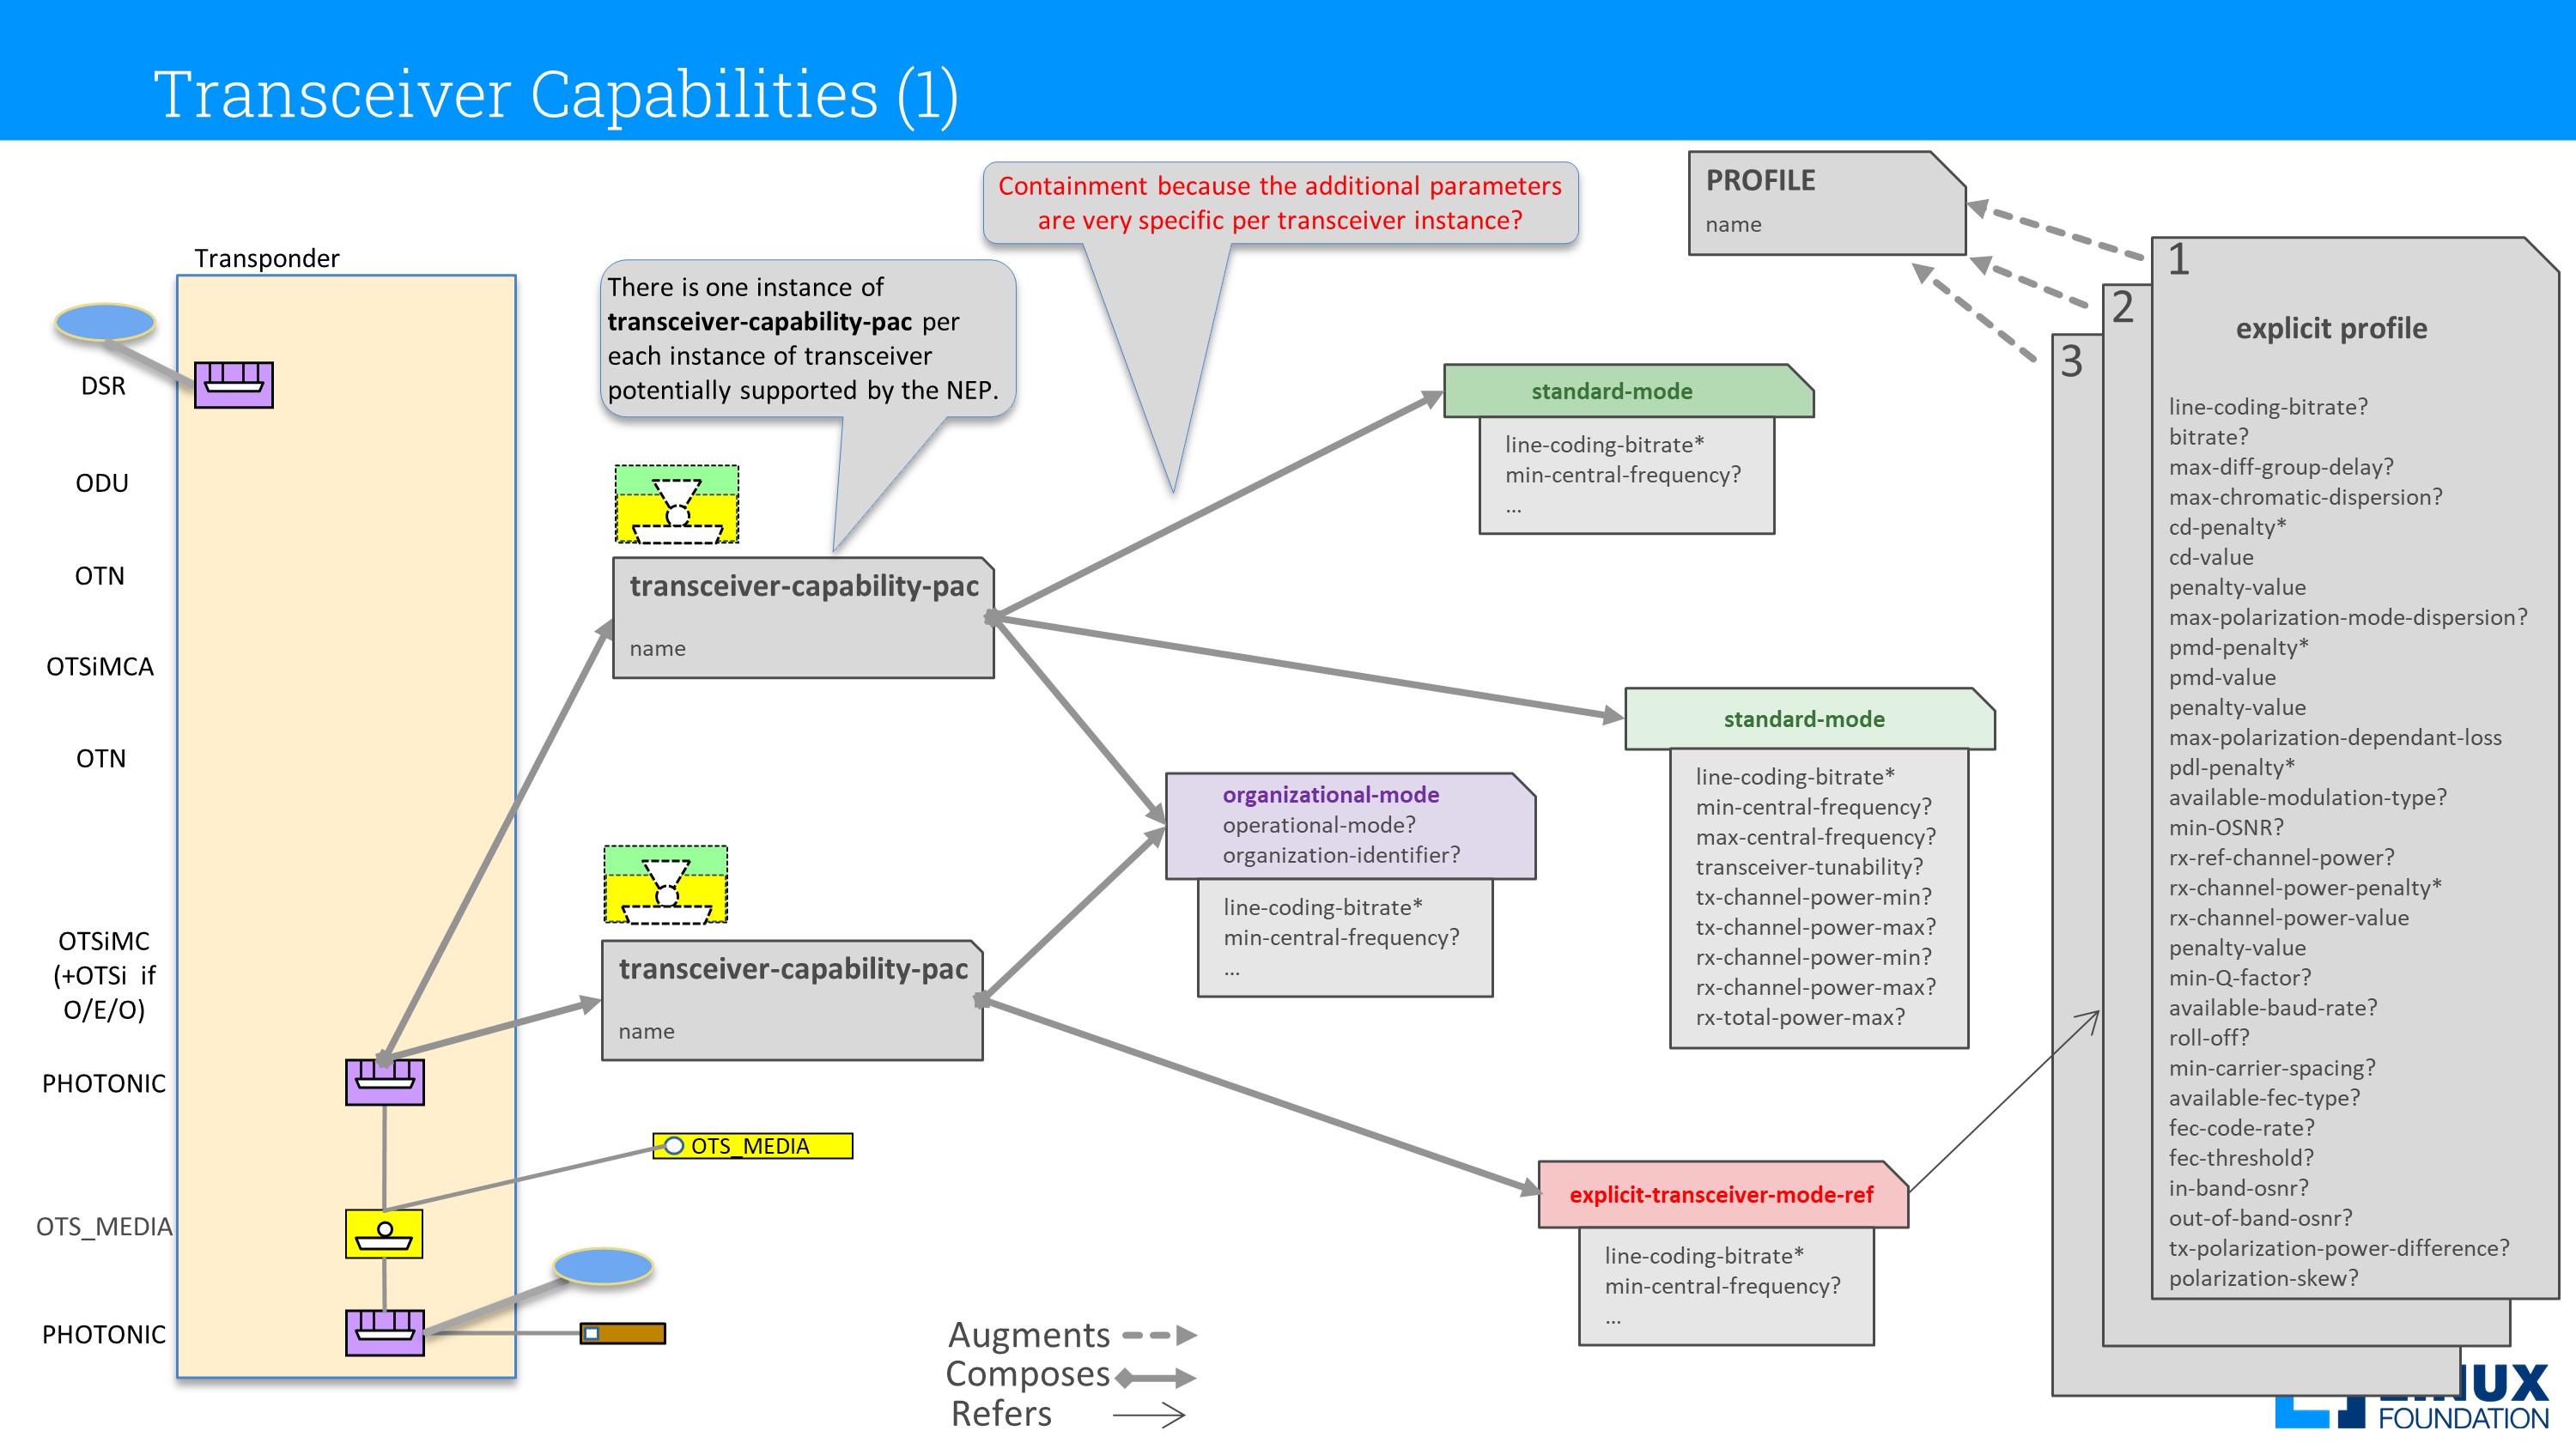 Transceiver Capabilities (1)
Containment because the additional parameters
are very specific per transceiver instance?
PROFILE
name
Transponder
There is one instance of
transceiver-capability-pac per
each instance of transceiver
potentially supported by the NEP.
DSR
ODU
OTN
OTSiMCA
OTN
OTSiMC
(+OTSi if
O/E/O)
PHOTONIC
OTS_MEDIA
PHOTONIC
transceiver-capability-pac
name
transceiver-capability-pac
name
OTS_MEDIA
standard-mode
line-coding-bitrate*
min-central-frequency?
...
standard-mode
line-coding-bitrate*
min-central-frequency?
max-central-frequency?
transceiver-tunability?
tx-channel-power-min?
tx-channel-power-max?
rx-channel-power-min?
rx-channel-power-max?
rx-total-power-max?
organizational-mode
operational-mode?
organization-identifier?
line-coding-bitrate*
min-central-frequency?
...
explicit-transceiver-mode-ref
line-coding-bitrate*
min-central-frequency?
...
1
2
3
explicit profile
line-coding-bitrate?
bitrate?
max-diff-group-delay?
max-chromatic-dispersion?
cd-penalty*
cd-value
penalty-value
max-polarization-mode-dispersion?
pmd-penalty*
pmd-value
penalty-value
max-polarization-dependant-loss
pdl-penalty*
available-modulation-type?
min-OSNR?
rx-ref-channel-power?
rx-channel-power-penalty*
rx-channel-power-value
penalty-value
min-Q-factor?
available-baud-rate?
roll-off?
min-carrier-spacing?
available-fec-type?
fec-code-rate?
fec-threshold?
in-band-osnr?
out-of-band-osnr?
tx-polarization-power-difference?
polarization-skew?
Augments
Composes
Refers
LINUX
FOUNDATION